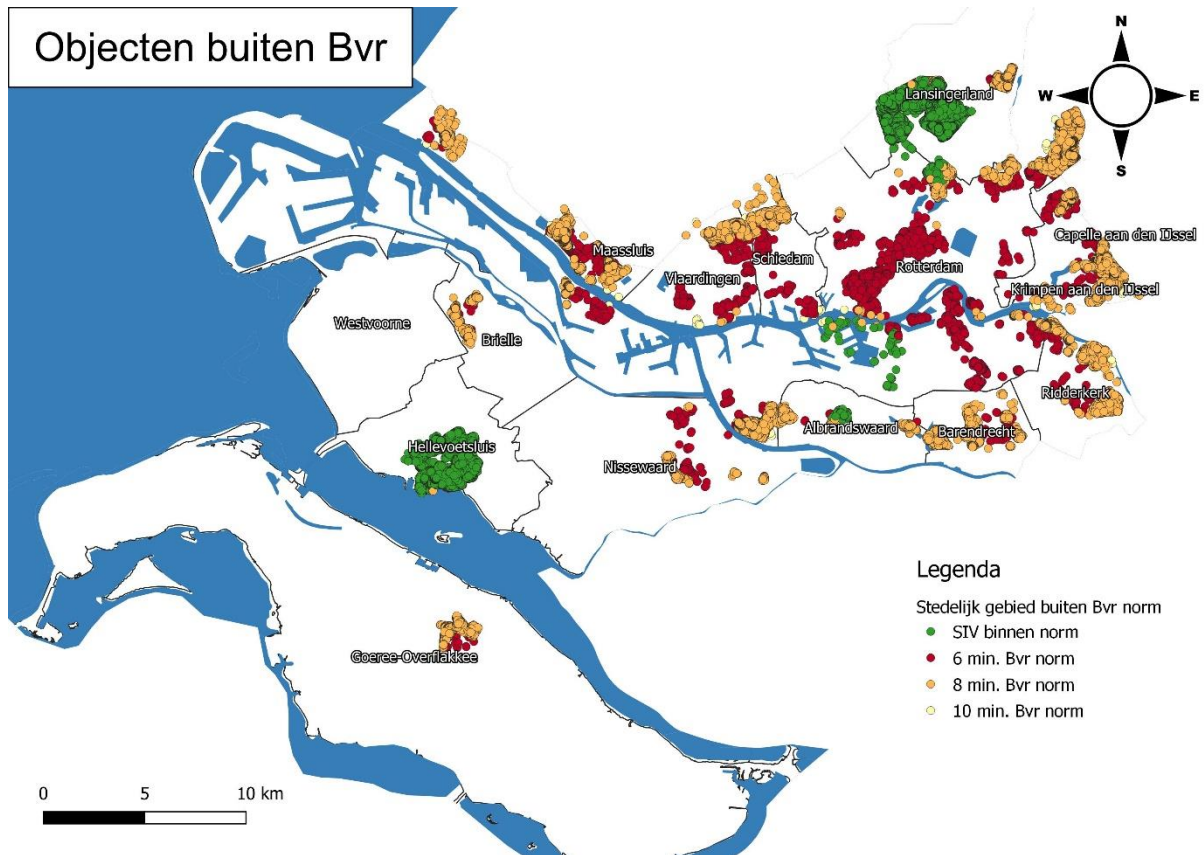 Objecten buiten Bvr
N
W
E
S
Lansingerland
Capelle aan den IJssel
Maassluis
Schiedam
Rotterdam
Vlaardingen
Krimpen aan den IJssel
Westvoorne
Brielle
Ridderkerk
Albrandswaard
Barendrecht
Hellevoetsluis
Nissewaard
Goeree-Overflakkee
Legenda
Stedelijk gebied buiten Bvr norm
SIV binnen norm
6 min. Bvr norm
8 min. Bvr norm
10 min. Bvr norm
0 5 10 km